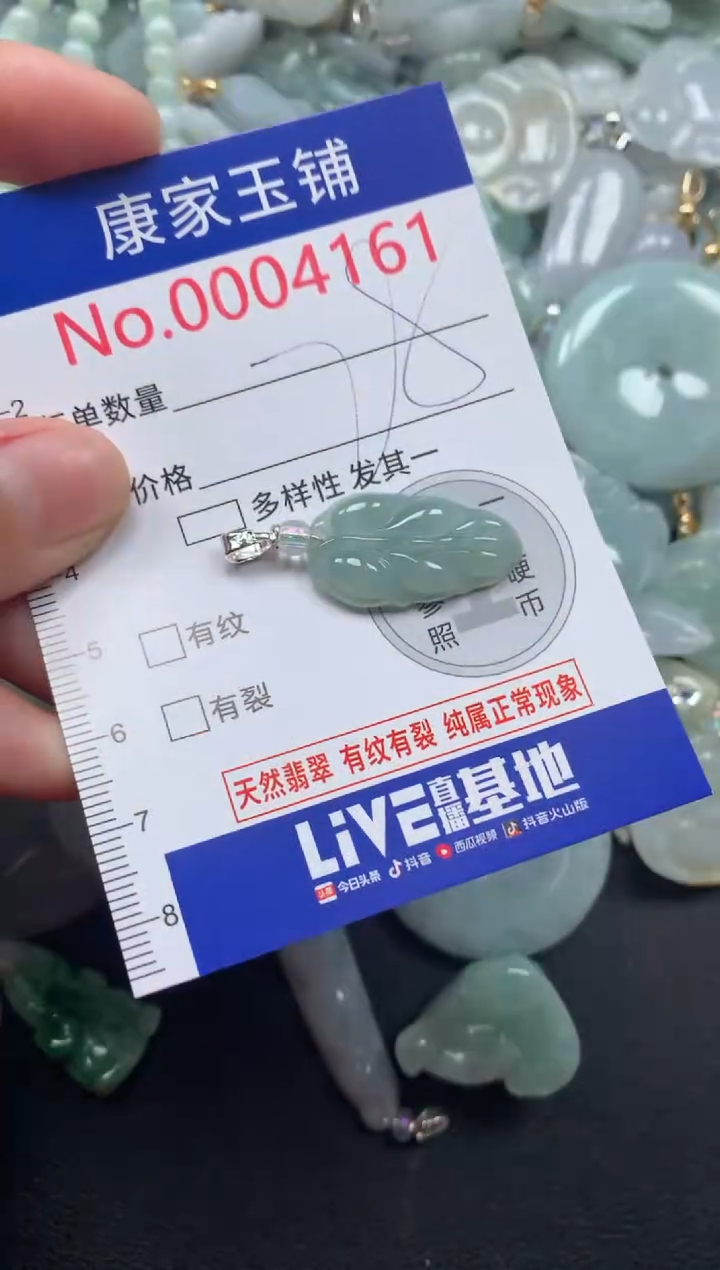 康家玉铺
No.0004161
单数量
78
价格
多样性 发其一
一
硬
币
参
照
有纹
有裂
天然翡翠 有纹有裂 纯属正常现象
LiVE直播基地
头条 今日头条 抖音 西瓜视频 抖音火山版
2
4
5
6
7
8